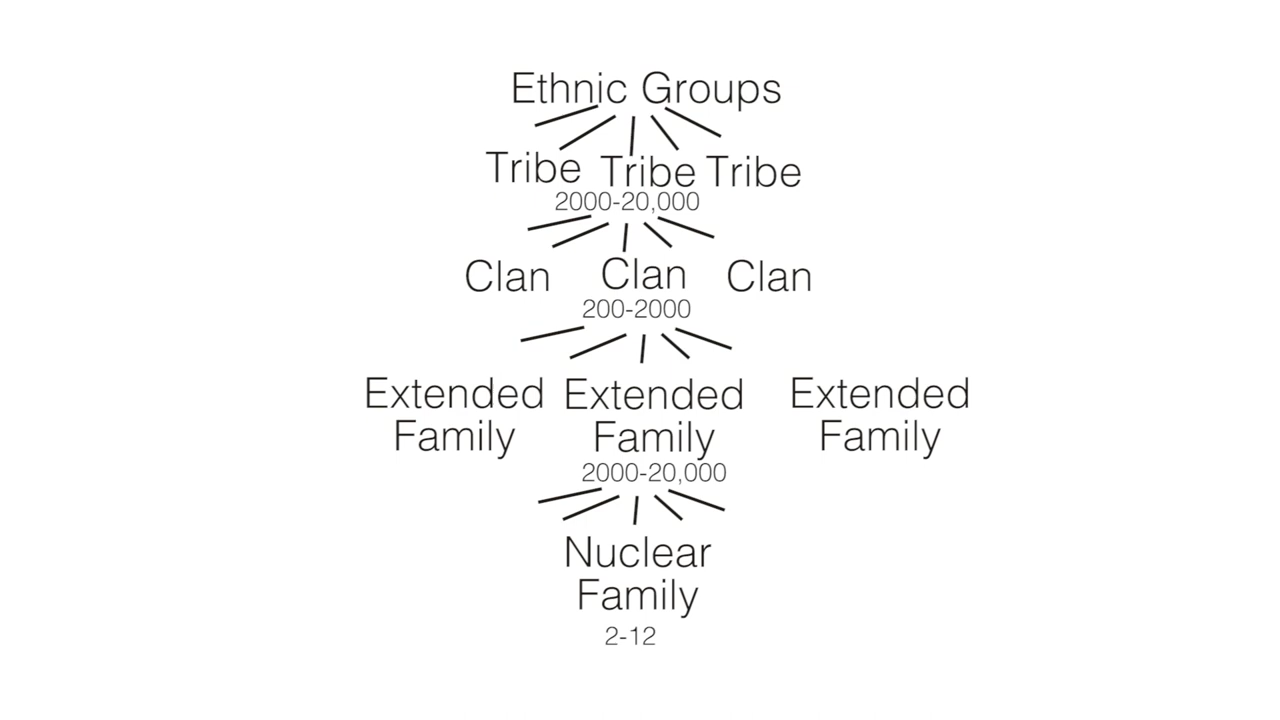 Ethnic Groups
Tribe Tribe Tribe
2000-20,000
Clan Clan Clan
200-2000
Extended Extended Extended
Family Family Family
2000-20,000
Nuclear
Family
2-12